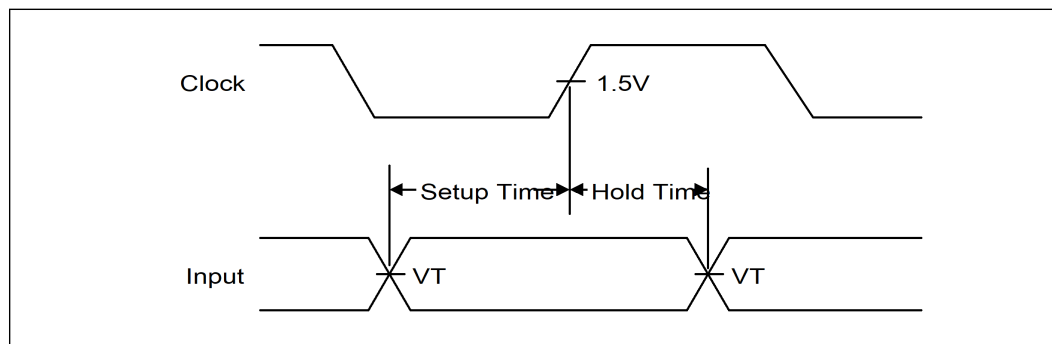 Clock
1.5V
Setup Time
Hold Time
Input
VT
VT